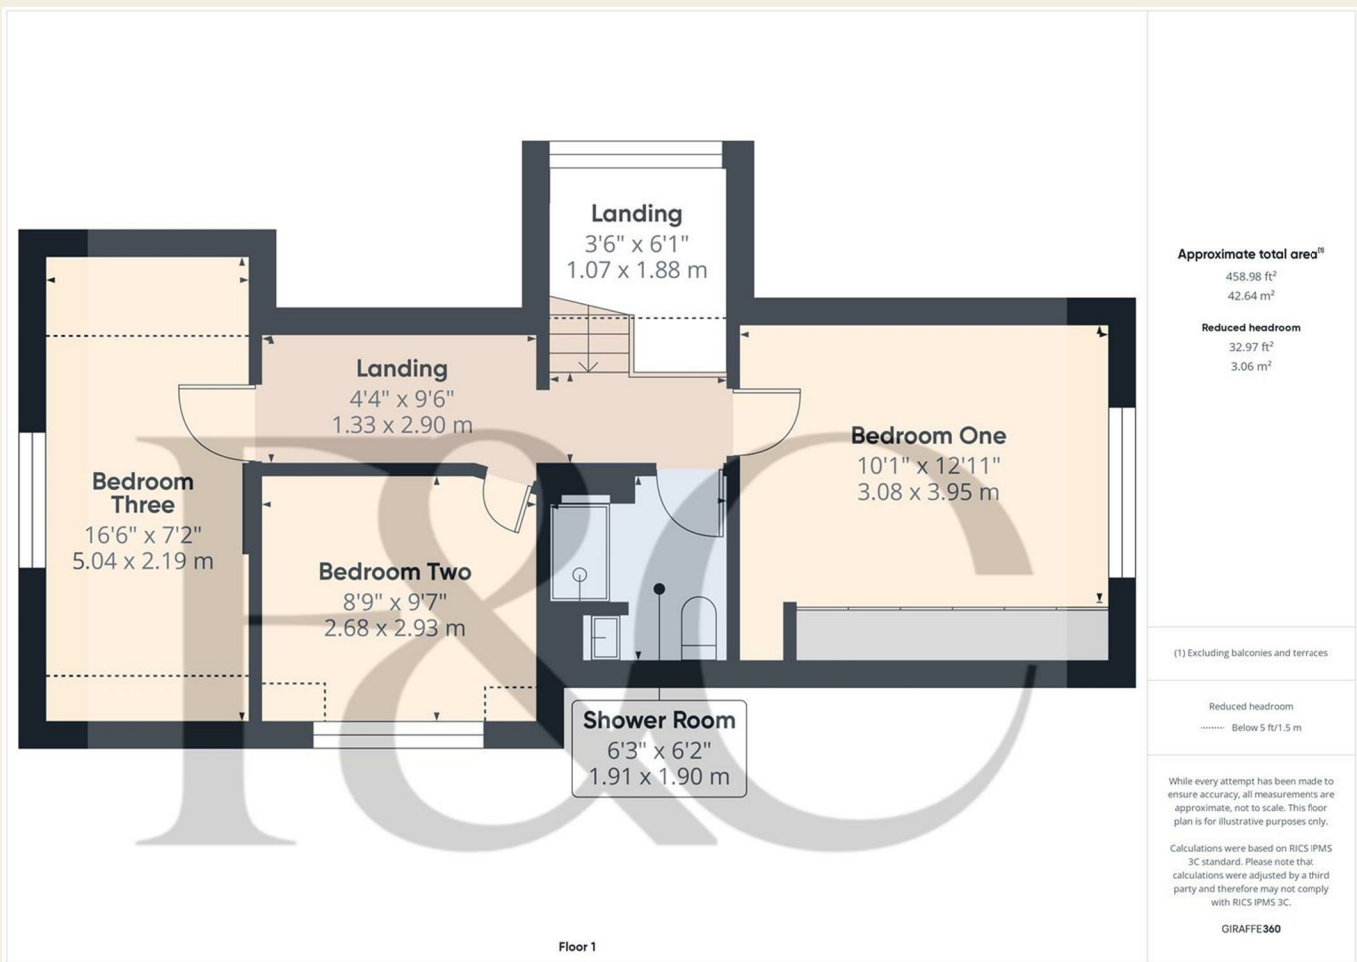 Landing
3'6" x 6'1"
1.07 x 1.88 m
Landing
4'4" x 9'6"
1.33 x 2.90 m
Bedroom One
10'1" x 12'11"
3.08 x 3.95 m
Bedroom
Three
16'6" x 7'2"
5.04 x 2.19 m
Bedroom Two
8'9" x 9'7"
2.68 x 2.93 m
Shower Room
6'3" x 6'2"
1.91 x 1.90 m
F&C
Floor 1
Approximate total area(1)
458.98 ft²
42.64 m²
Reduced headroom
32.97 ft²
3.06 m²
(1) Excluding balconies and terraces
Reduced headroom
Below 5 ft/1.5 m
While every attempt has been made to
ensure accuracy, all measurements are
approximate, not to scale. This floor
plan is for illustrative purposes only.
Calculations were based on RICS IPMS
3C standard. Please note that
calculations were adjusted by a third
party and therefore may not comply
with RICS IPMS 3C.
GIRAFFE360